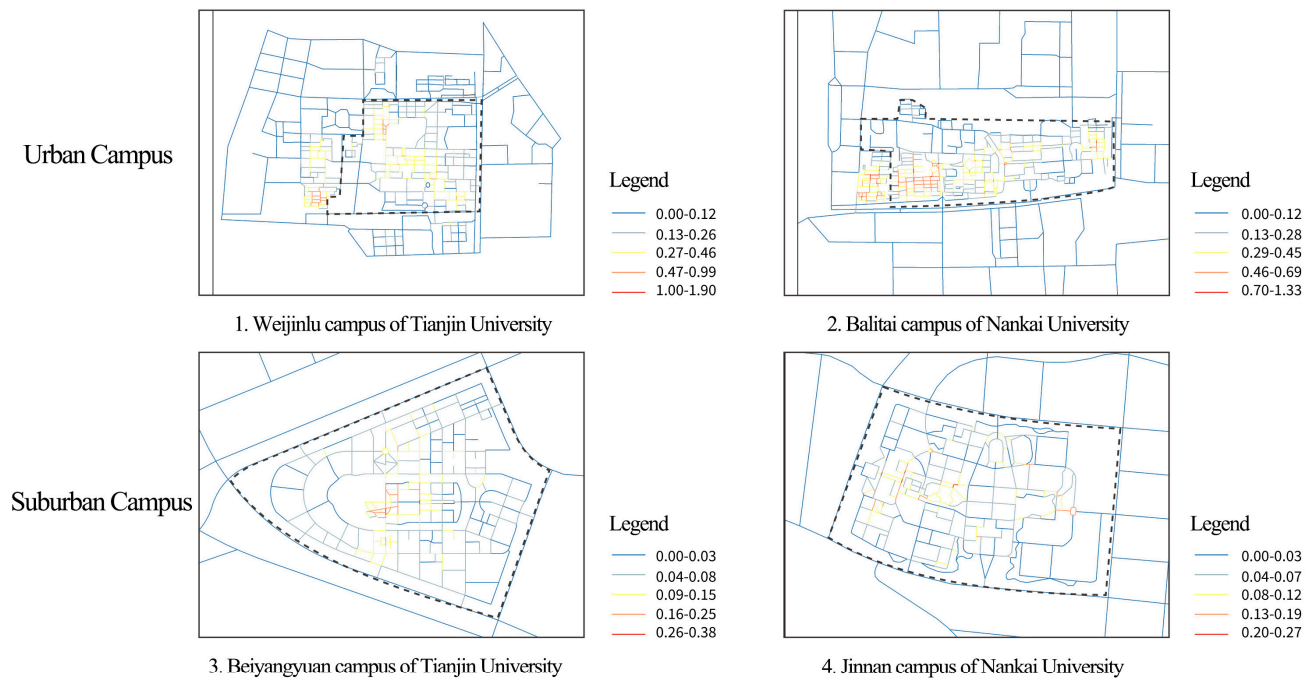 Urban Campus
Legend
0.00-0.12
0.13-0.26
0.27-0.46
0.47-0.99
1.00-1.90
1. Weijinlu campus of Tianjin University
Legend
0.00-0.12
0.13-0.28
0.29-0.45
0.46-0.69
0.70-1.33
2. Balitai campus of Nankai University
Suburban Campus
Legend
0.00-0.03
0.04-0.08
0.09-0.15
0.16-0.25
0.26-0.38
3. Beiyangyuan campus of Tianjin University
Legend
0.00-0.03
0.04-0.07
0.08-0.12
0.13-0.19
0.20-0.27
4. Jinnan campus of Nankai University